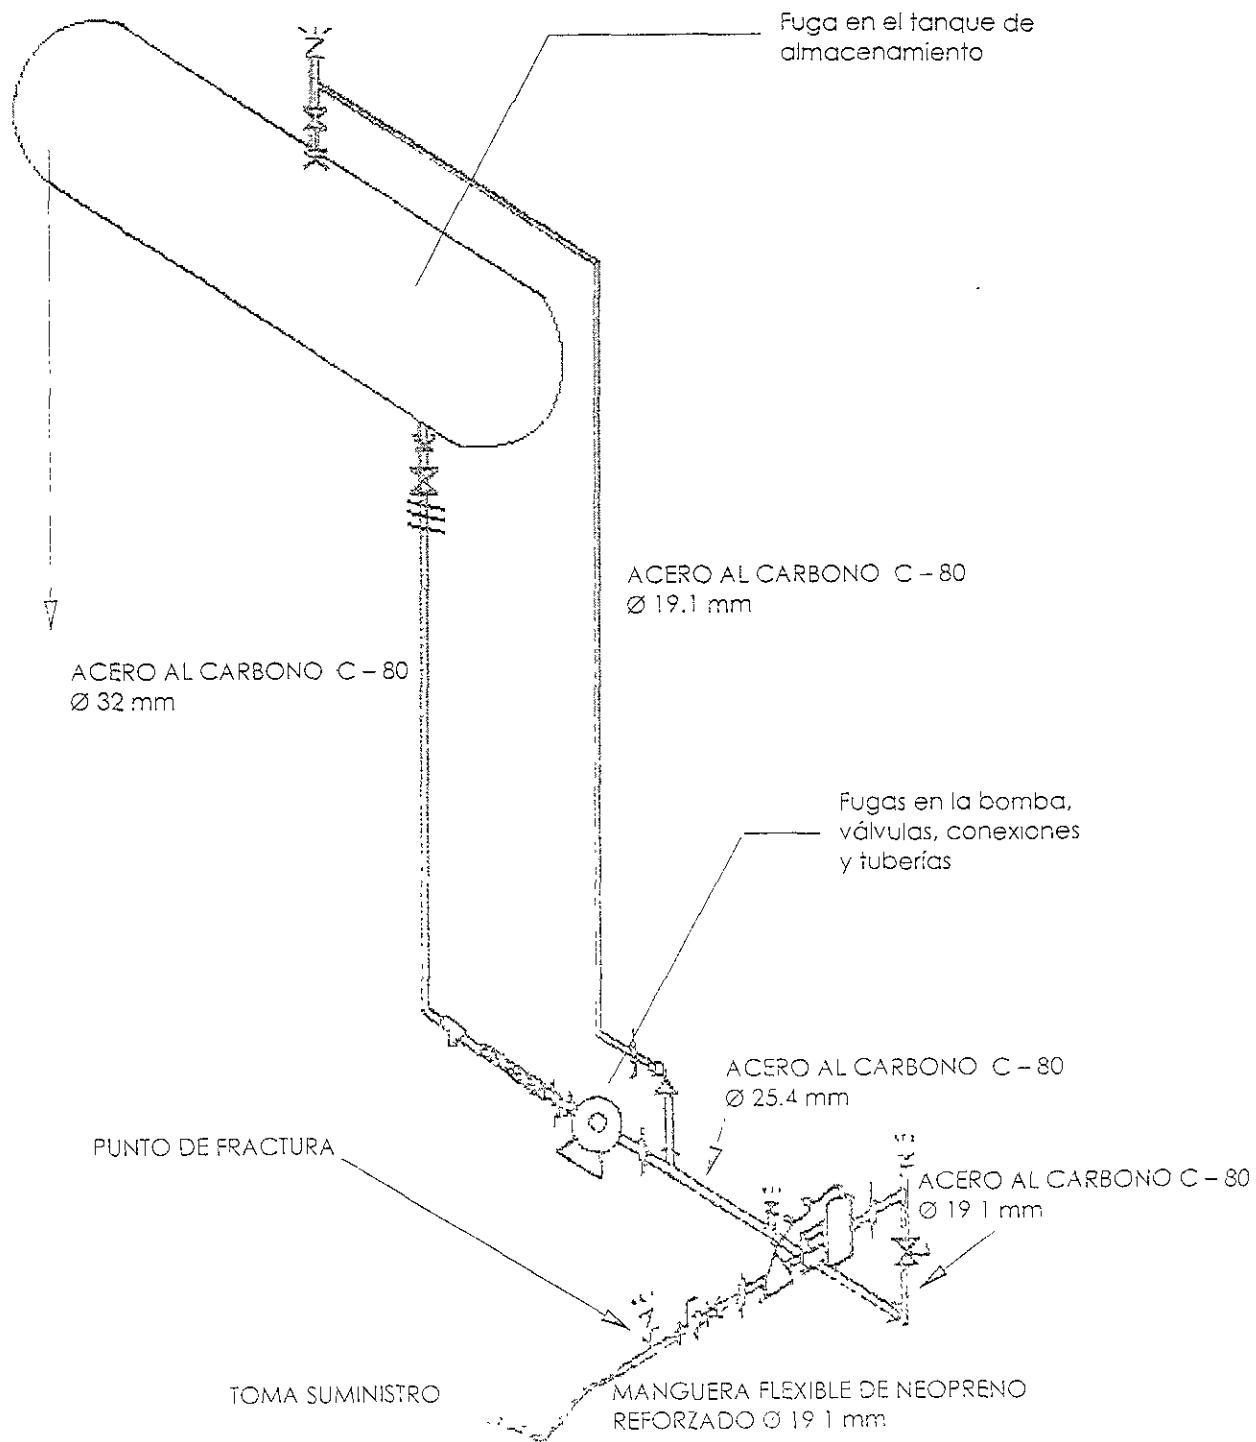 Fuga en el tanque de
almacenamiento
ACERO AL CARBONO C – 80
Ø 19.1 mm
ACERO AL CARBONO C – 80
Ø 32 mm
Fugas en la bomba,
válvulas, conexiones
y tuberías
ACERO AL CARBONO C – 80
Ø 25.4 mm
PUNTO DE FRACTURA
ACERO AL CARBONO C – 80
Ø 19 1 mm
TOMA SUMINISTRO
MANGUERA FLEXIBLE DE NEOPRENO
REFORZADO Ø 19 1 mm